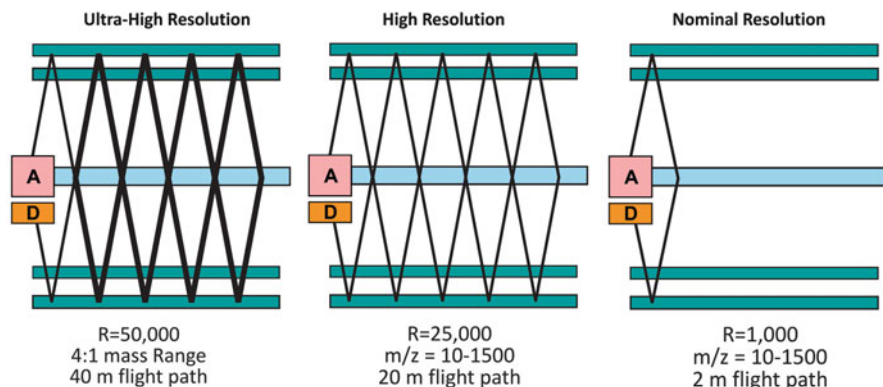 Ultra-High Resolution
High Resolution
Nominal Resolution
A
D
A
D
A
D
R=50,000
4:1 mass Range
40 m flight path
R=25,000
m/z = 10-1500
20 m flight path
R=1,000
m/z = 10-1500
2 m flight path